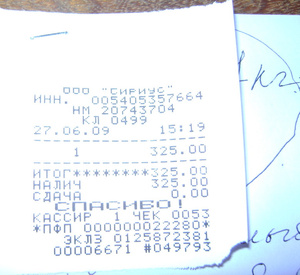 ООО "СИРИУС"
ИНН. 005405357664
НМ 20743704
КЛ 0499
27.06.09 15:19
1 325.00
ИТОГ********325.00
НАЛИЧ 325.00
СДАЧА 0.00
СПАСИБО!
КАССИР 1 ЧЕК 0053
*ПФП 000000022280*
ЭКЛЗ 0125872381
00006671 #049793
кг.